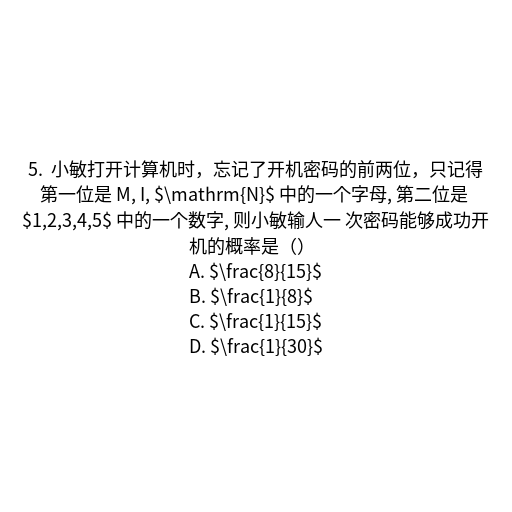 5. 小敏打开计算机时，忘记了开机密码的前两位，只记得
第一位是 M, I, $\mathrm{N}$ 中的一个字母, 第二位是
$1,2,3,4,5$ 中的一个数字, 则小敏输人一 次密码能够成功开
机的概率是（）
A. $\frac{8}{15}$
B. $\frac{1}{8}$
C. $\frac{1}{15}$
D. $\frac{1}{30}$